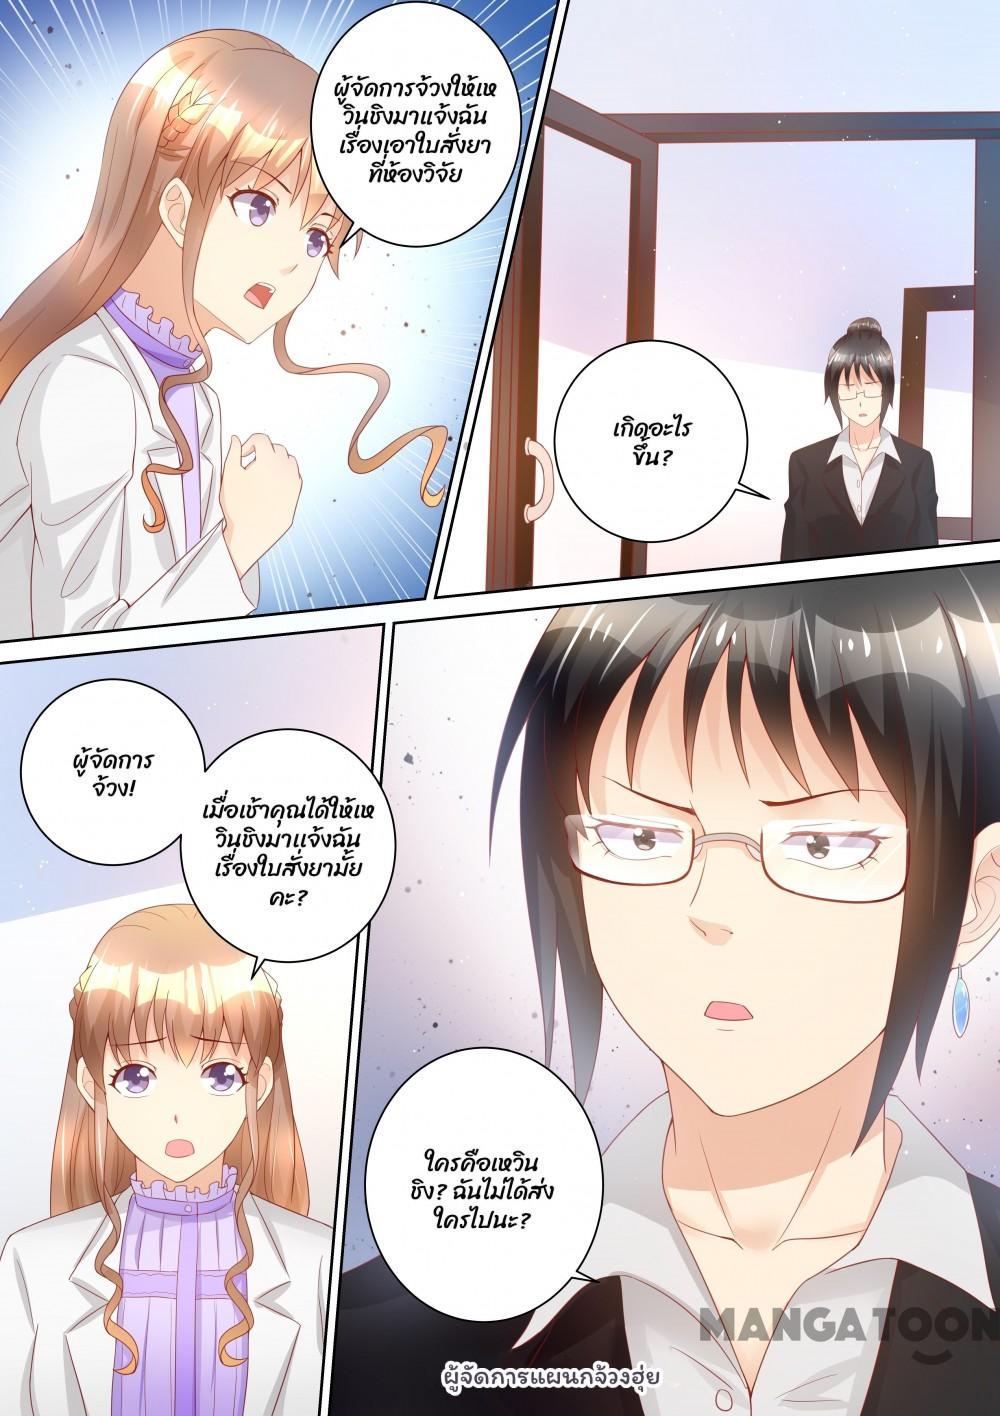 ผู้จัดการจ้วงให้เห
วินชิงมาแจ้งฉัน
เรื่องเอาใบสั่งยา
ที่ห้องวิจัย
เกิดอะไร
ขึ้น?
ผู้จัดการ
จ้วง!
เมื่อเช้าคุณได้ให้เห
วินชิงมาแจ้งฉัน
เรื่องใบสั่งยามั้ย
คะ?
ใครคือเหวิน
ชิง? ฉันไม่ได้ส่ง
ใครไปนะ?
MANGATOON
ผู้จัดการแผนกจ้วงฮุ่ย